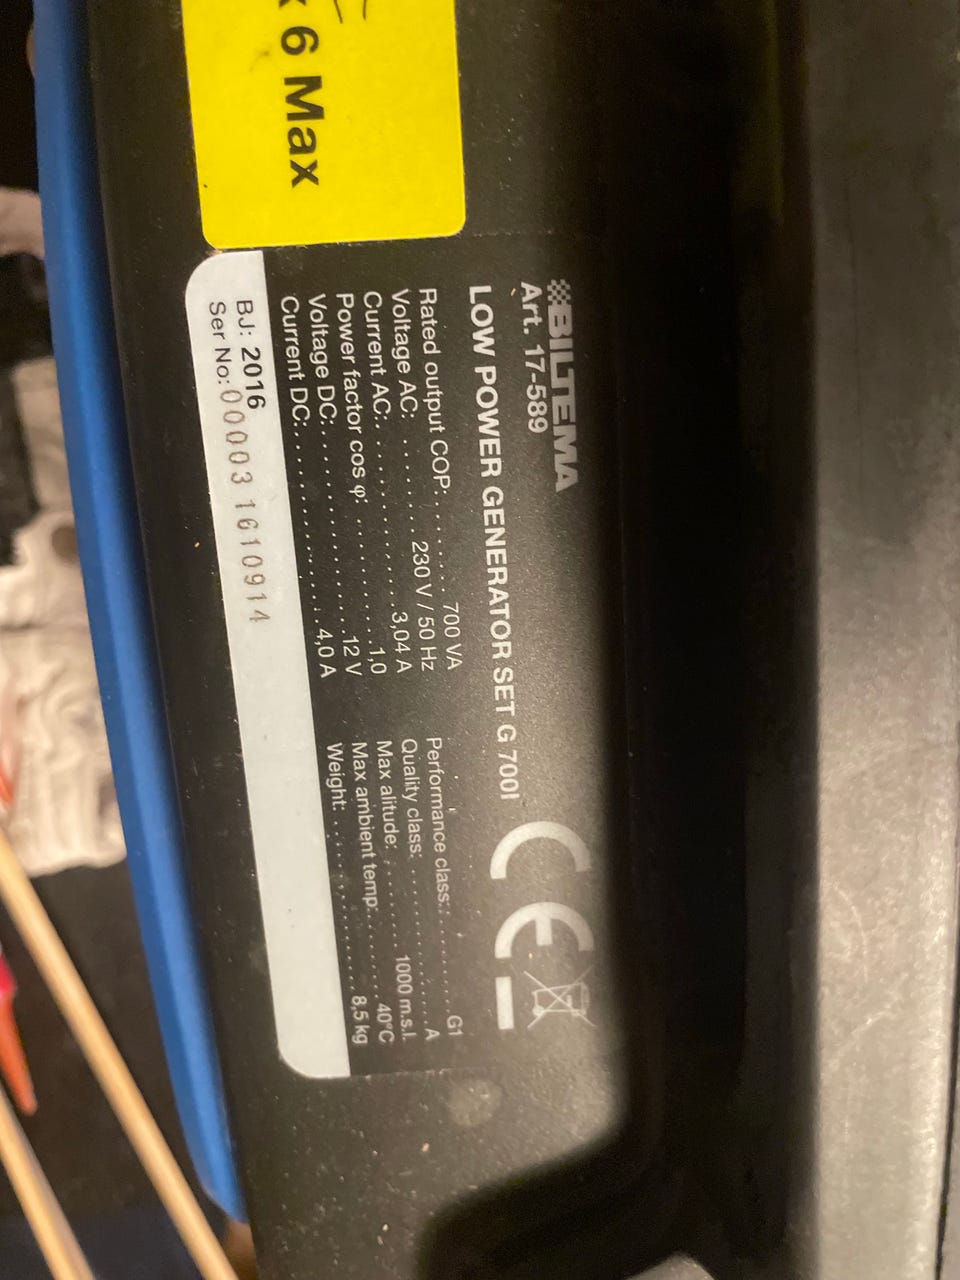 6 Max
BILTEMA
Art. 17-589
LOW POWER GENERATOR SET G 700I
CE
Rated output COP:........700 VA
Voltage AC:..........230 V / 50 Hz
Current AC:.................3,04 A
Power factor cos φ:..............1,0
Voltage DC:....................12 V
Current DC:....................4,0 A
Performance class:............G1
Quality class:..................A
Max alitude:.........1000 m.s.l.
Max ambient temp:.........40°C
Weight:.................8,5 kg
BJ: 2016
Ser No:000003 1610914